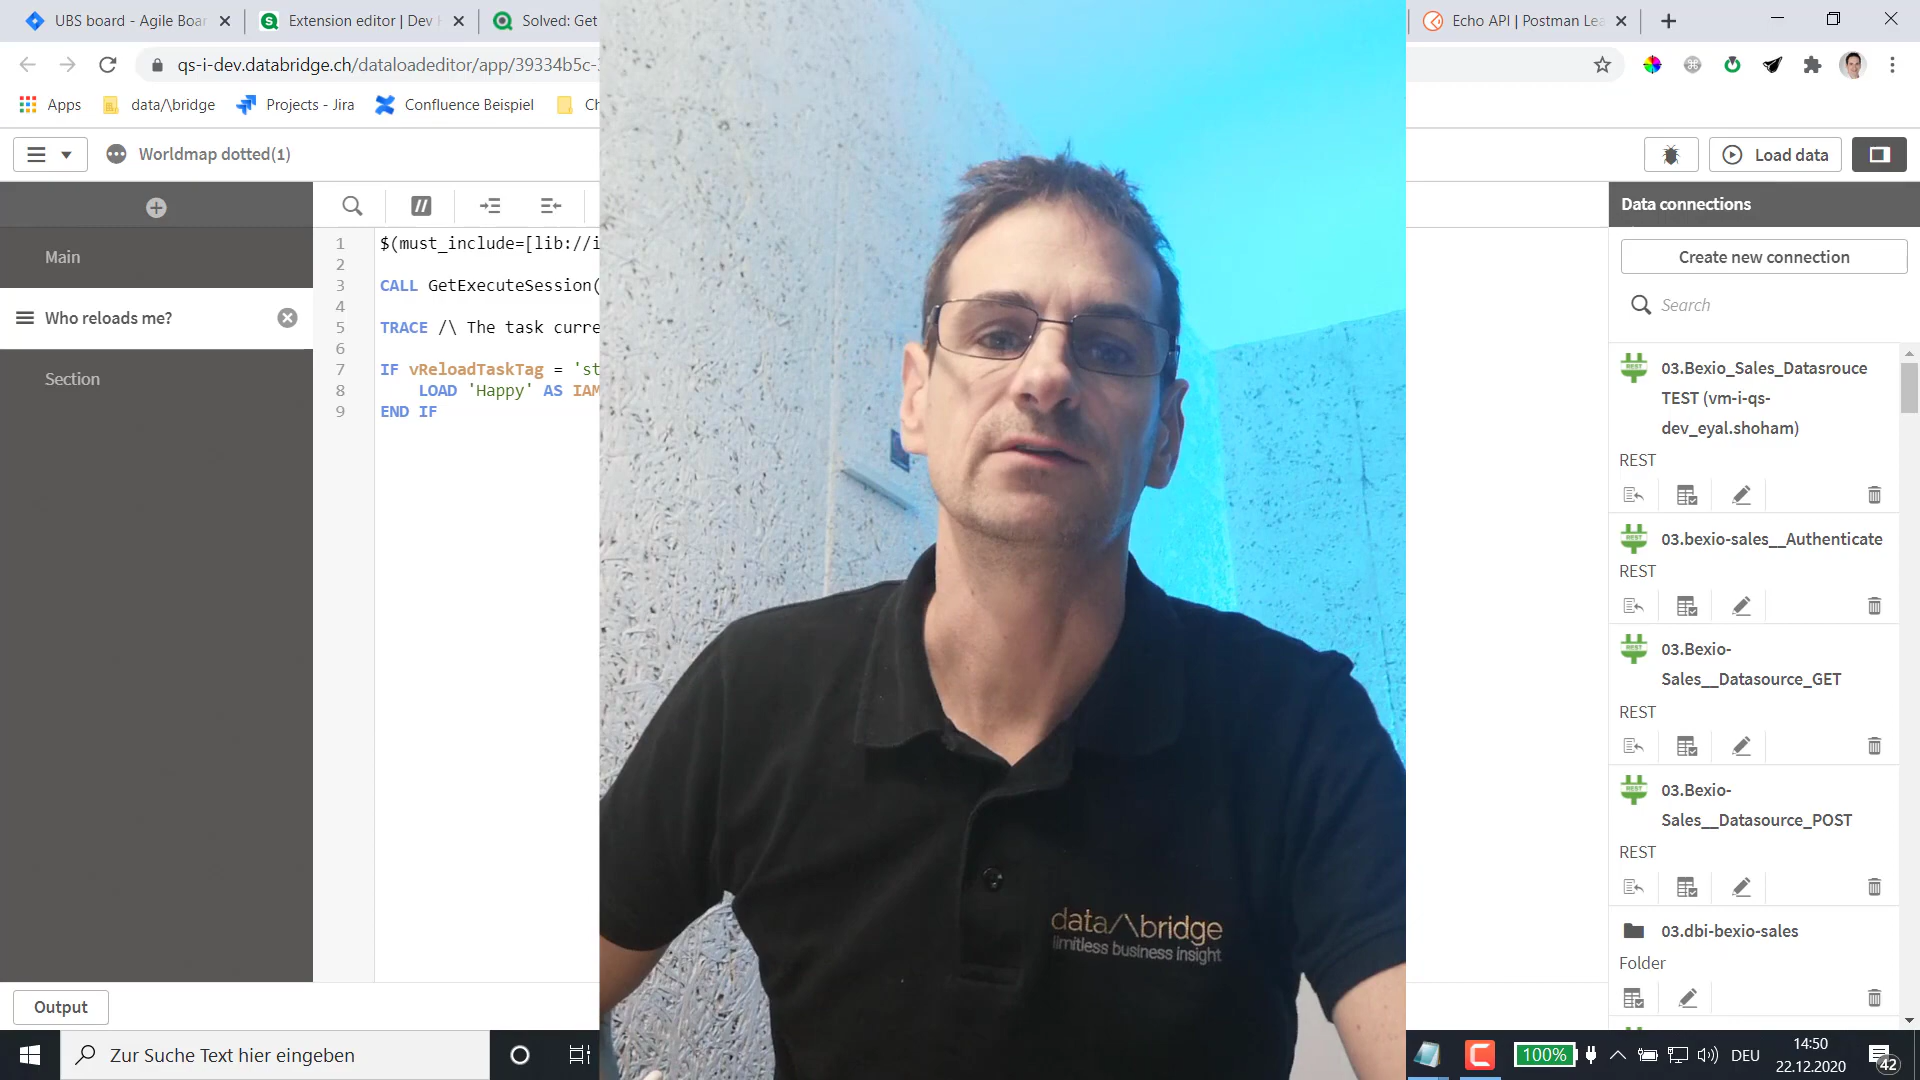 UBS board - Agile Boar
Extension editor | Dev
Solved: Get
Echo API | Postman Lea
qs-i-dev.databridge.ch/dataloadeditor/app/39334b5c-
Apps
data/\bridge
Projects - Jira
Confluence Beispiel
Ch
Worldmap dotted(1)
Load data
Main
Who reloads me?
Section
1 $(must_include=[lib://i
2
3 CALL GetExecuteSession(
4
5 TRACE /\ The task curre
6
7 IF vReloadTaskTag = 'st
8 LOAD 'Happy' AS IAM
9 END IF
data/\bridge
limitless business insight
Data connections
Create new connection
Search
03.Bexio_Sales_Datasrouce
TEST (vm-i-qs-
dev_eyal.shoham)
REST
03.bexio-sales__Authenticate
REST
03.Bexio-
Sales__Datasource_GET
REST
03.Bexio-
Sales__Datasource_POST
REST
03.dbi-bexio-sales
Folder
Output
Zur Suche Text hier eingeben
100%
DEU
14:50
22.12.2020
42